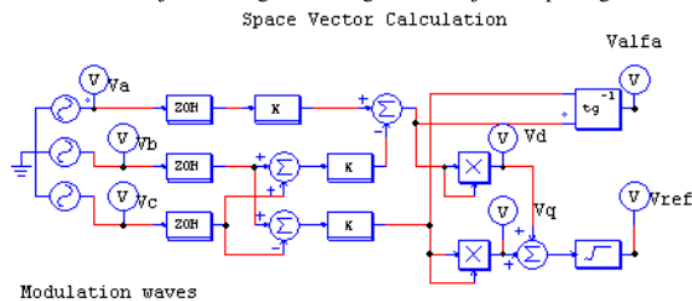 Space Vector Calculation
Valfa
V
V
Va
ZOH
K
Σ
tg
-1
V
Vb
ZOH
Σ
K
V
Vd
V
Vc
ZOH
Σ
K
V
Vq
Σ
V
Vref
Modulation waves